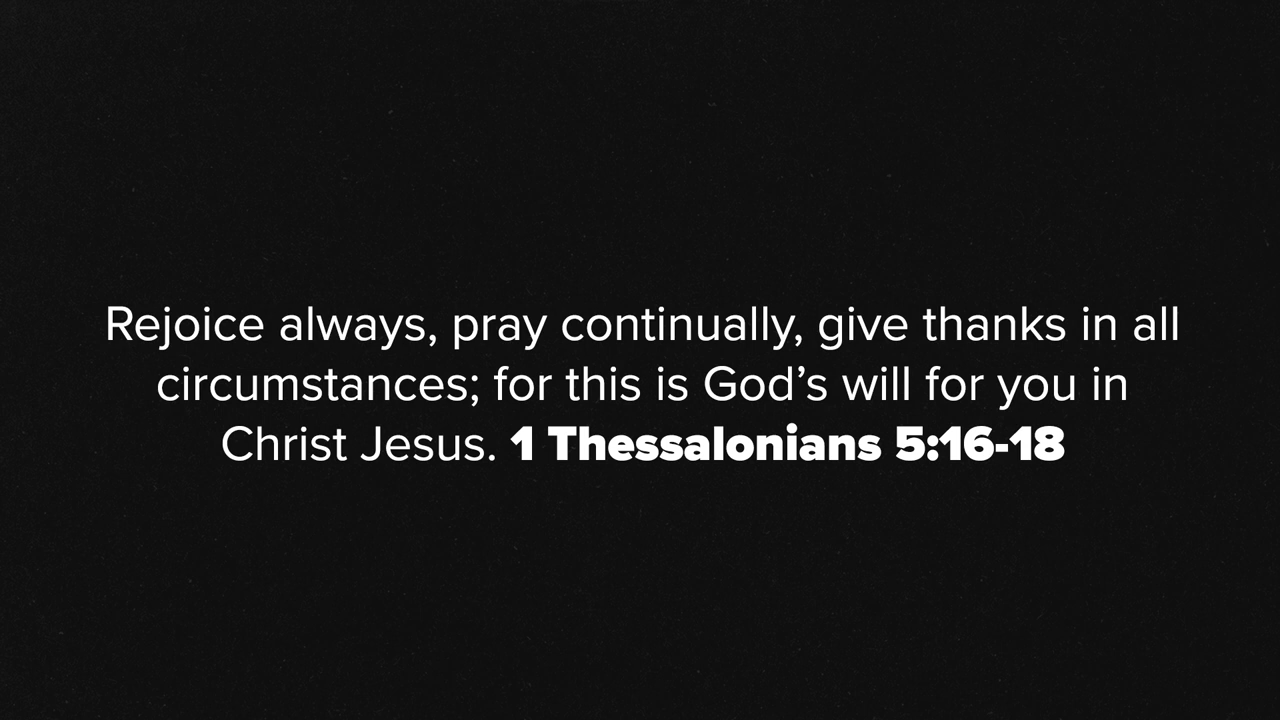 Rejoice always, pray continually, give thanks in all
circumstances; for this is God’s will for you in
Christ Jesus. 1 Thessalonians 5:16-18